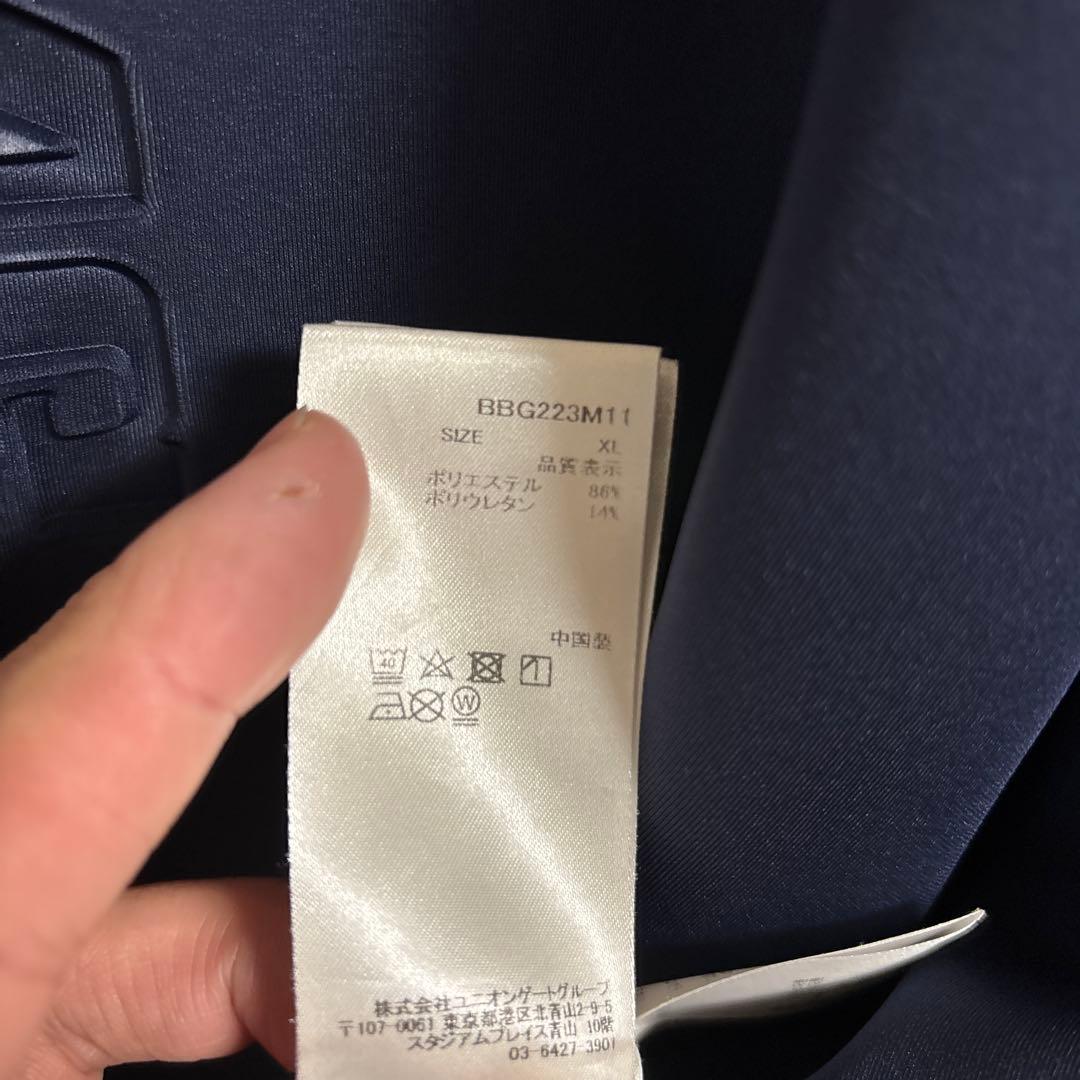 BBG223M11
SIZE XL
品質表示
ポリエステル 86%
ポリウレタン 14%
中国製
40
W
株式会社ユニオンゲートグループ
〒107-0061 東京都港区北青山2-9-5
スタジアムプレイス青山 10階
03-6427-3901